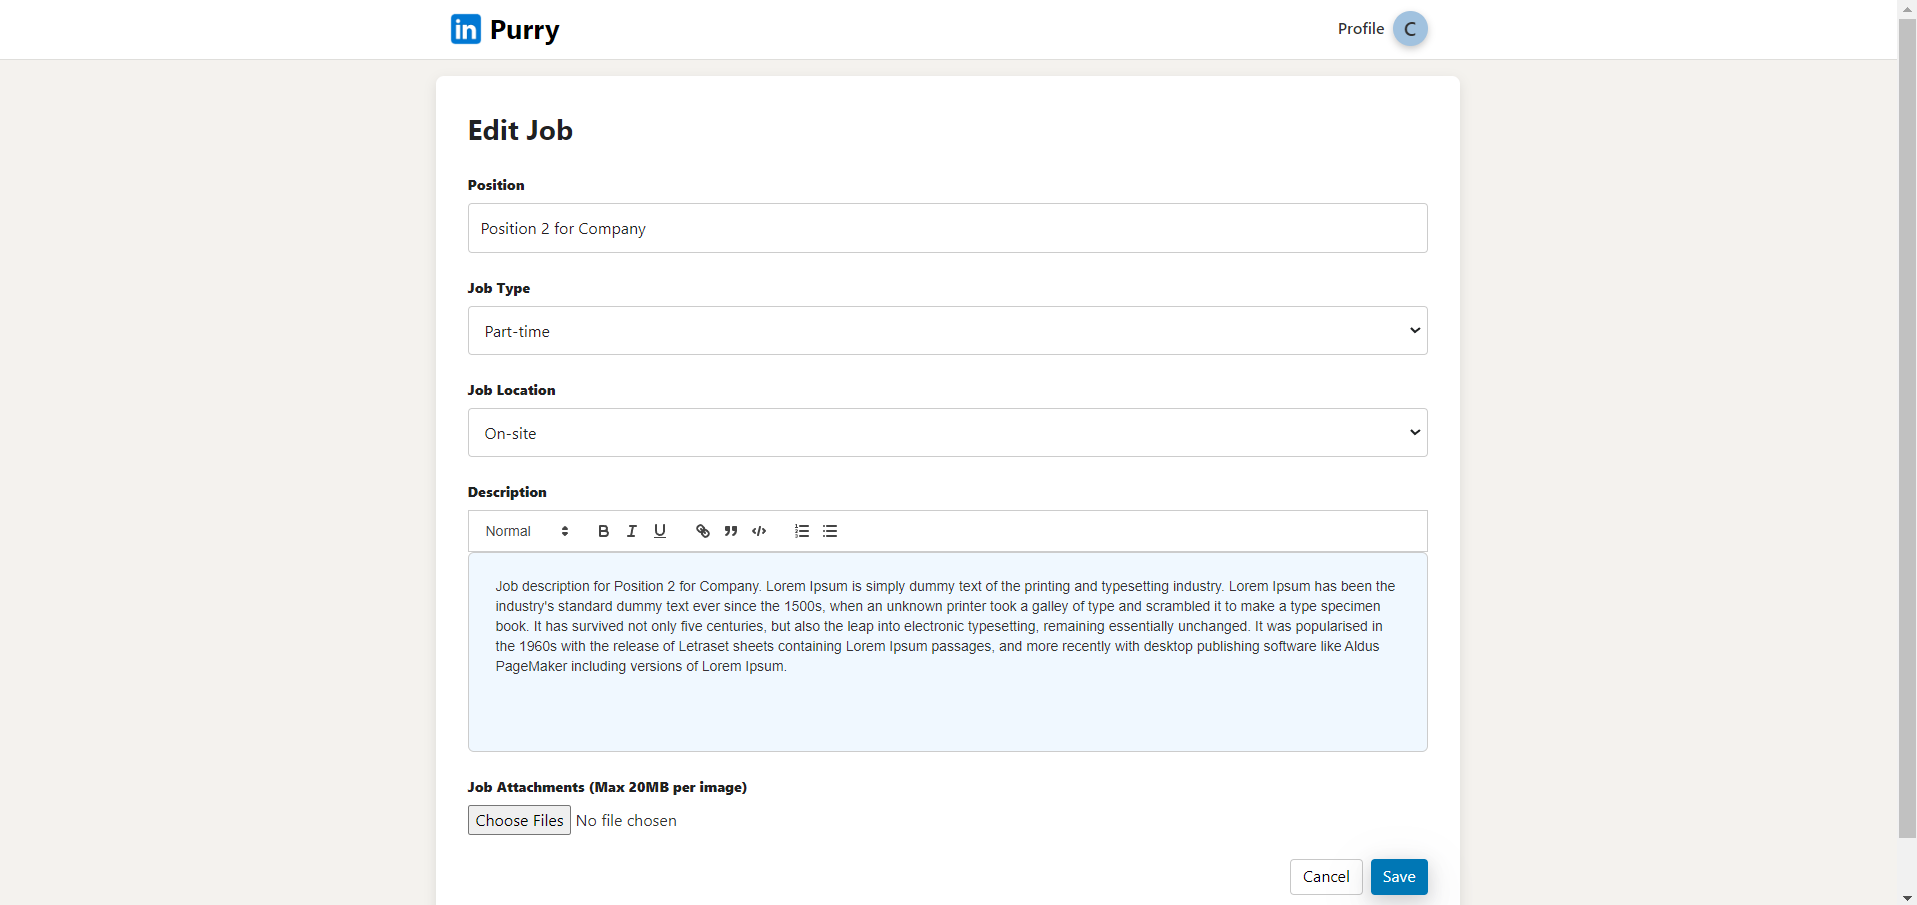 in Purry
Profile C
Edit Job
Position
Position 2 for Company
Job Type
Part-time
Job Location
On-site
Description
Normal B I U
Job description for Position 2 for Company. Lorem Ipsum is simply dummy text of the printing and typesetting industry. Lorem Ipsum has been the
industry's standard dummy text ever since the 1500s, when an unknown printer took a galley of type and scrambled it to make a type specimen
book. It has survived not only five centuries, but also the leap into electronic typesetting, remaining essentially unchanged. It was popularised in
the 1960s with the release of Letraset sheets containing Lorem Ipsum passages, and more recently with desktop publishing software like Aldus
PageMaker including versions of Lorem Ipsum.
Job Attachments (Max 20MB per image)
Choose Files No file chosen
Cancel Save